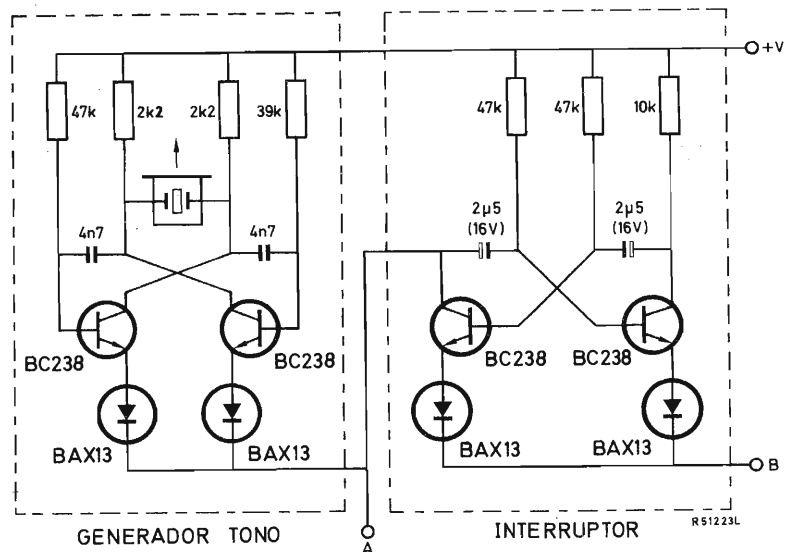 +V
47k
2k2
2k2
39k
47k
47k
10k
4n7
4n7
2µ5
(16V)
2µ5
(16V)
BC238
BC238
BC238
BC238
BAX13
BAX13
BAX13
BAX13
B
A
GENERADOR TONO
INTERRUPTOR
R51223L